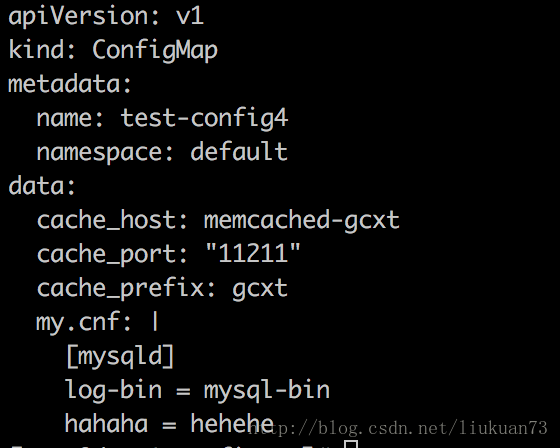 apiVersion: v1
kind: ConfigMap
metadata:
  name: test-config4
  namespace: default
data:
  cache_host: memcached-gcxt
  cache_port: "11211"
  cache_prefix: gcxt
  my.cnf: |
    [mysqld]
    log-bin = mysql-bin
    hahaha = hehehe
http://blog.csdn.net/liukuan73